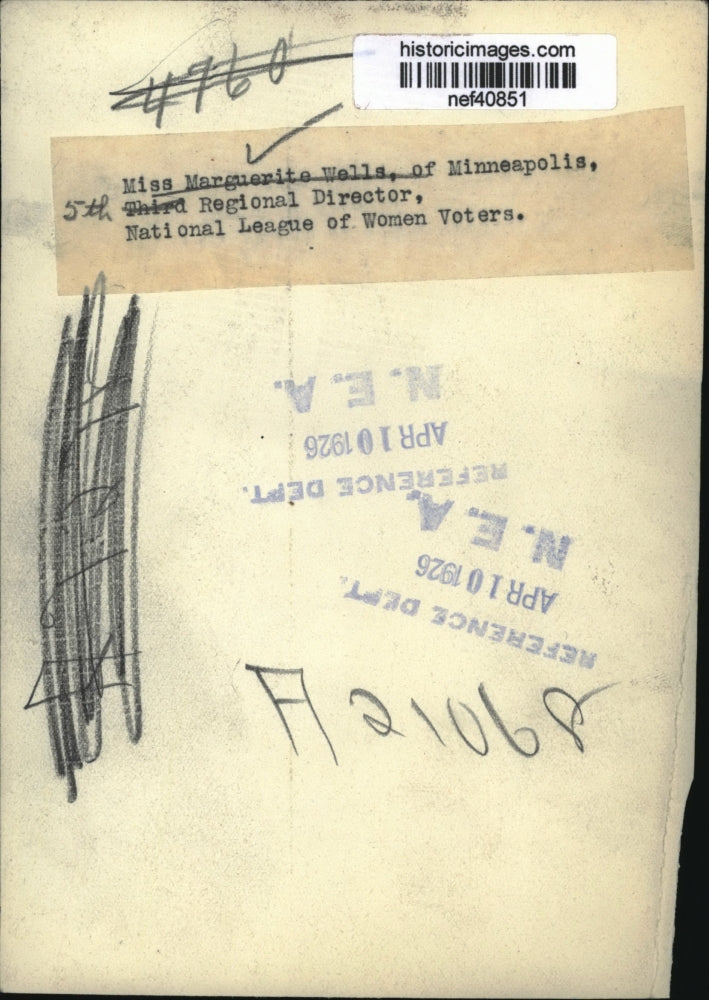 4760
historicimages.com
nef40851
Miss Marguerite Wells, of Minneapolis,
5th Third Regional Director,
National League of Women Voters.
N. E. A.
APR 10 1926
REFERENCE DEPT.
N. E. A.
APR 10 1926
REFERENCE DEPT.
A 21068